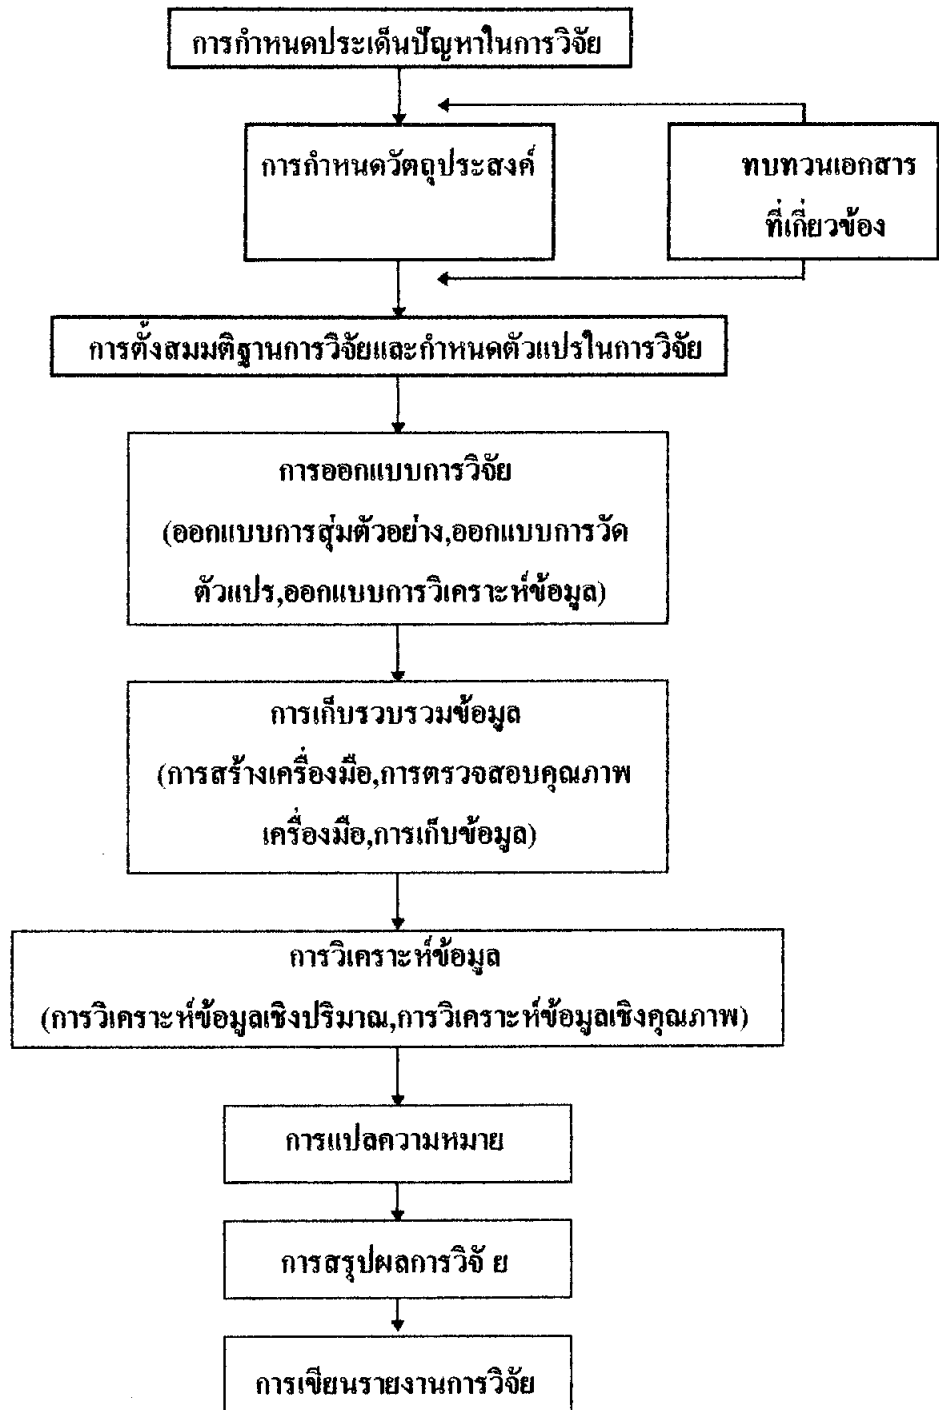 การกำหนดประเด็นปัญหาในการวิจัย
การกำหนดวัตถุประสงค์
ทบทวนเอกสาร
ที่เกี่ยวข้อง
การตั้งสมมติฐานการวิจัยและกำหนดตัวแปรในการวิจัย
การออกแบบการวิจัย
(ออกแบบการสุ่มตัวอย่าง,ออกแบบการวัด
ตัวแปร,ออกแบบการวิเคราะห์ข้อมูล)
การเก็บรวบรวมข้อมูล
(การสร้างเครื่องมือ,การตรวจสอบคุณภาพ
เครื่องมือ,การเก็บข้อมูล)
การวิเคราะห์ข้อมูล
(การวิเคราะห์ข้อมูลเชิงปริมาณ,การวิเคราะห์ข้อมูลเชิงคุณภาพ)
การแปลความหมาย
การสรุปผลการวิจั ย
การเขียนรายงานการวิจัย